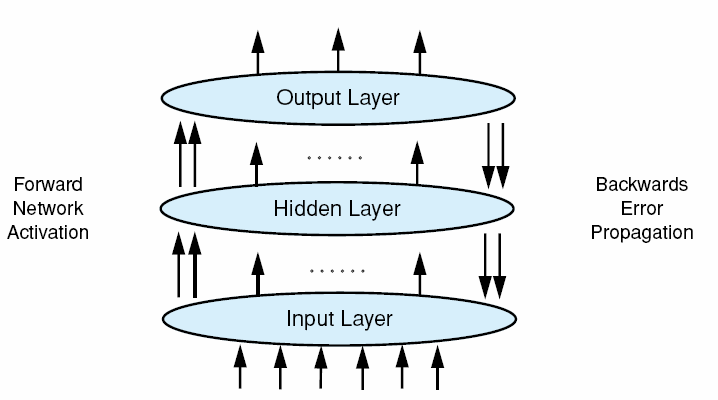 Output Layer
Forward
Network
Activation
Hidden Layer
Backwards
Error
Propagation
Input Layer